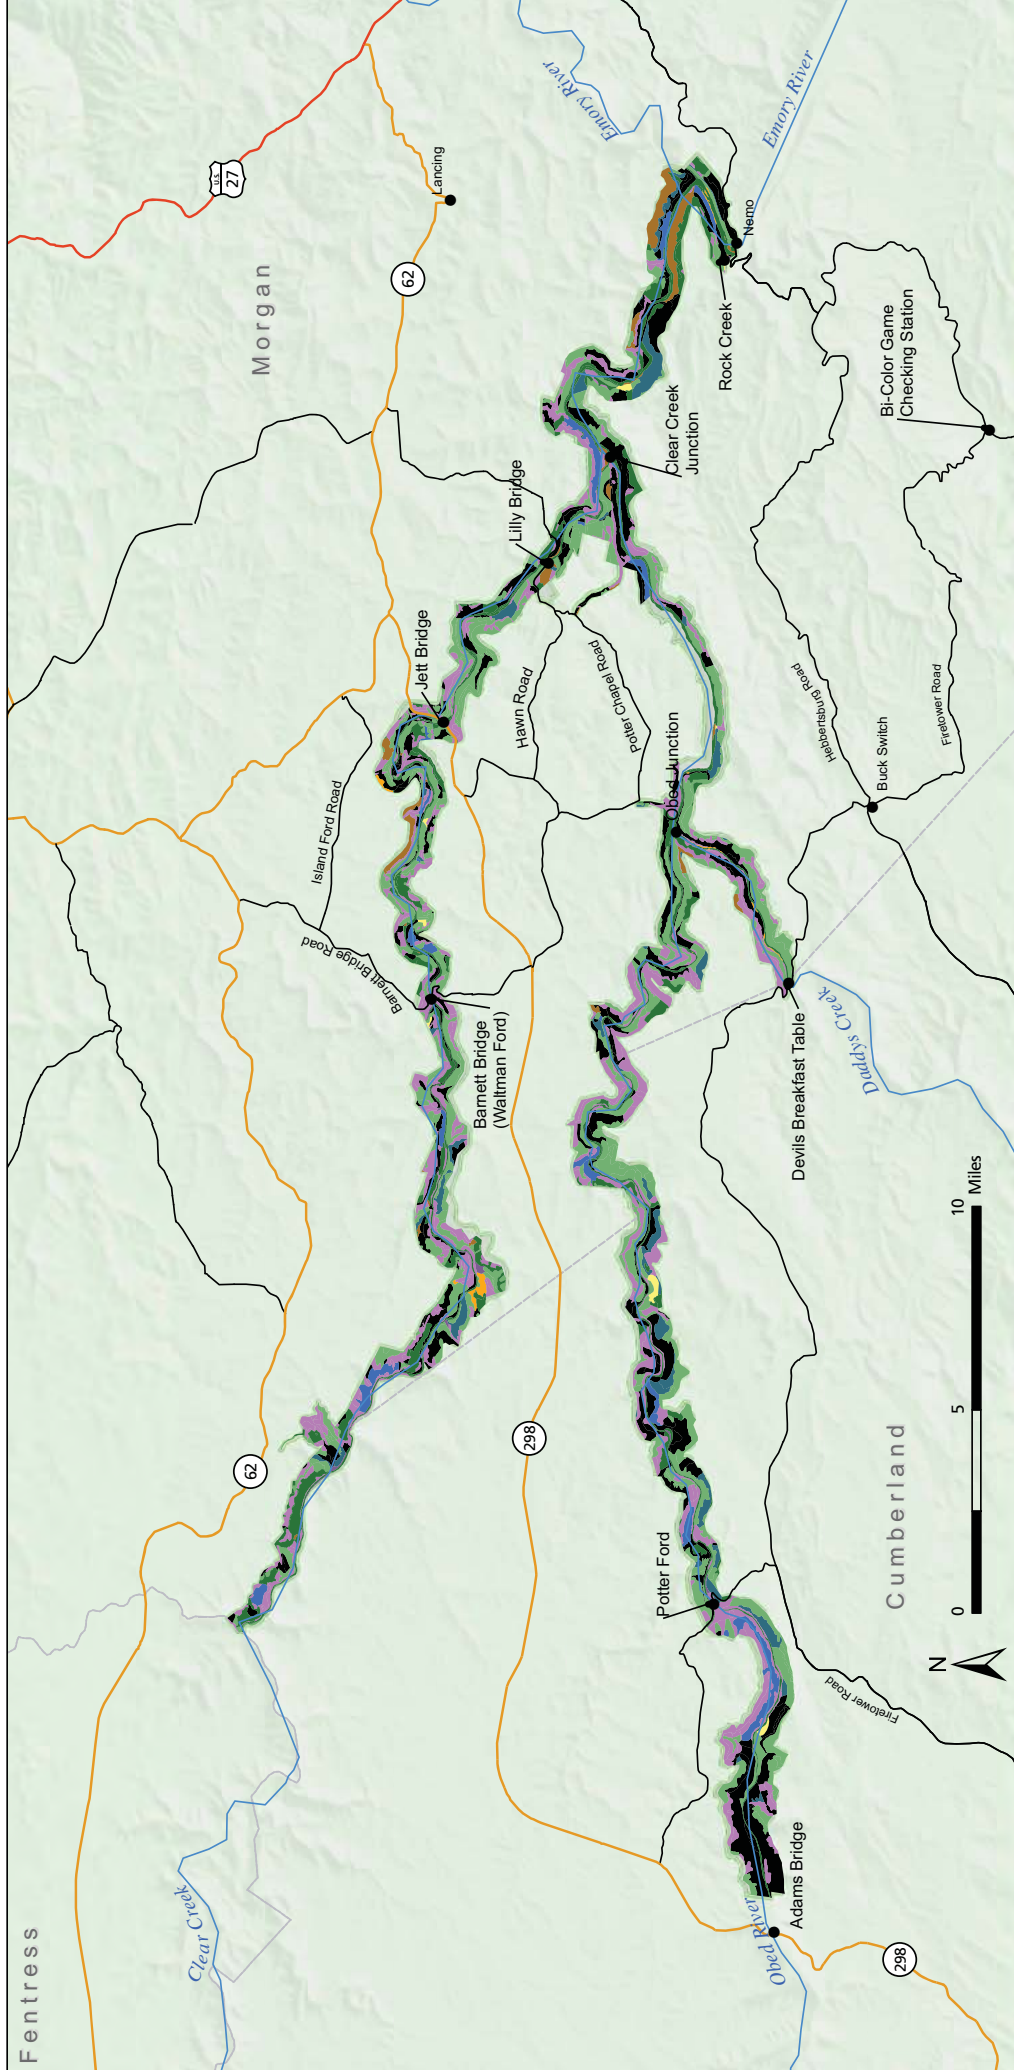 Fentress
Clear Creek
62
298
Obed River
Adams Bridge
298
Potter Ford
Firetower Road
Cumberland
N
0
5
10
Miles
Barnett Bridge
(Waltman Ford)
Barnett Bridge Road
Island Ford Road
Devils Breakfast Table
Daddys Creek
Obed Junction
Buck Switch
Hebbertsburg Road
Firetower Road
Jett Bridge
Hawn Road
Potter Chapel Road
Lilly Bridge
Clear Creek
Junction
Bi-Color Game
Checking Station
Rock Creek
Nemo
Morgan
62
Lancing
U.S.
27
Emory River
Emory River